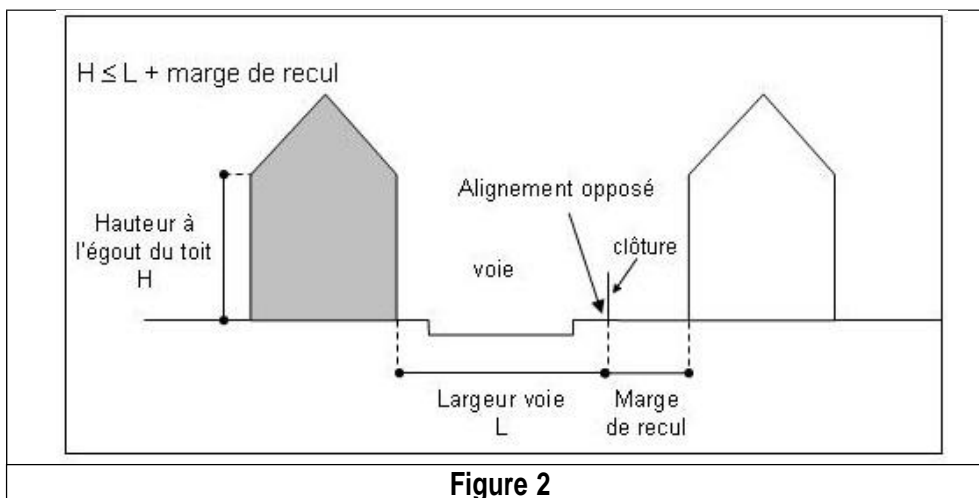 H ≤ L + marge de recul
Hauteur à
l'égout du toit
H
voie
Alignement opposé
clôture
Largeur voie
L
Marge
de recul
Figure 2